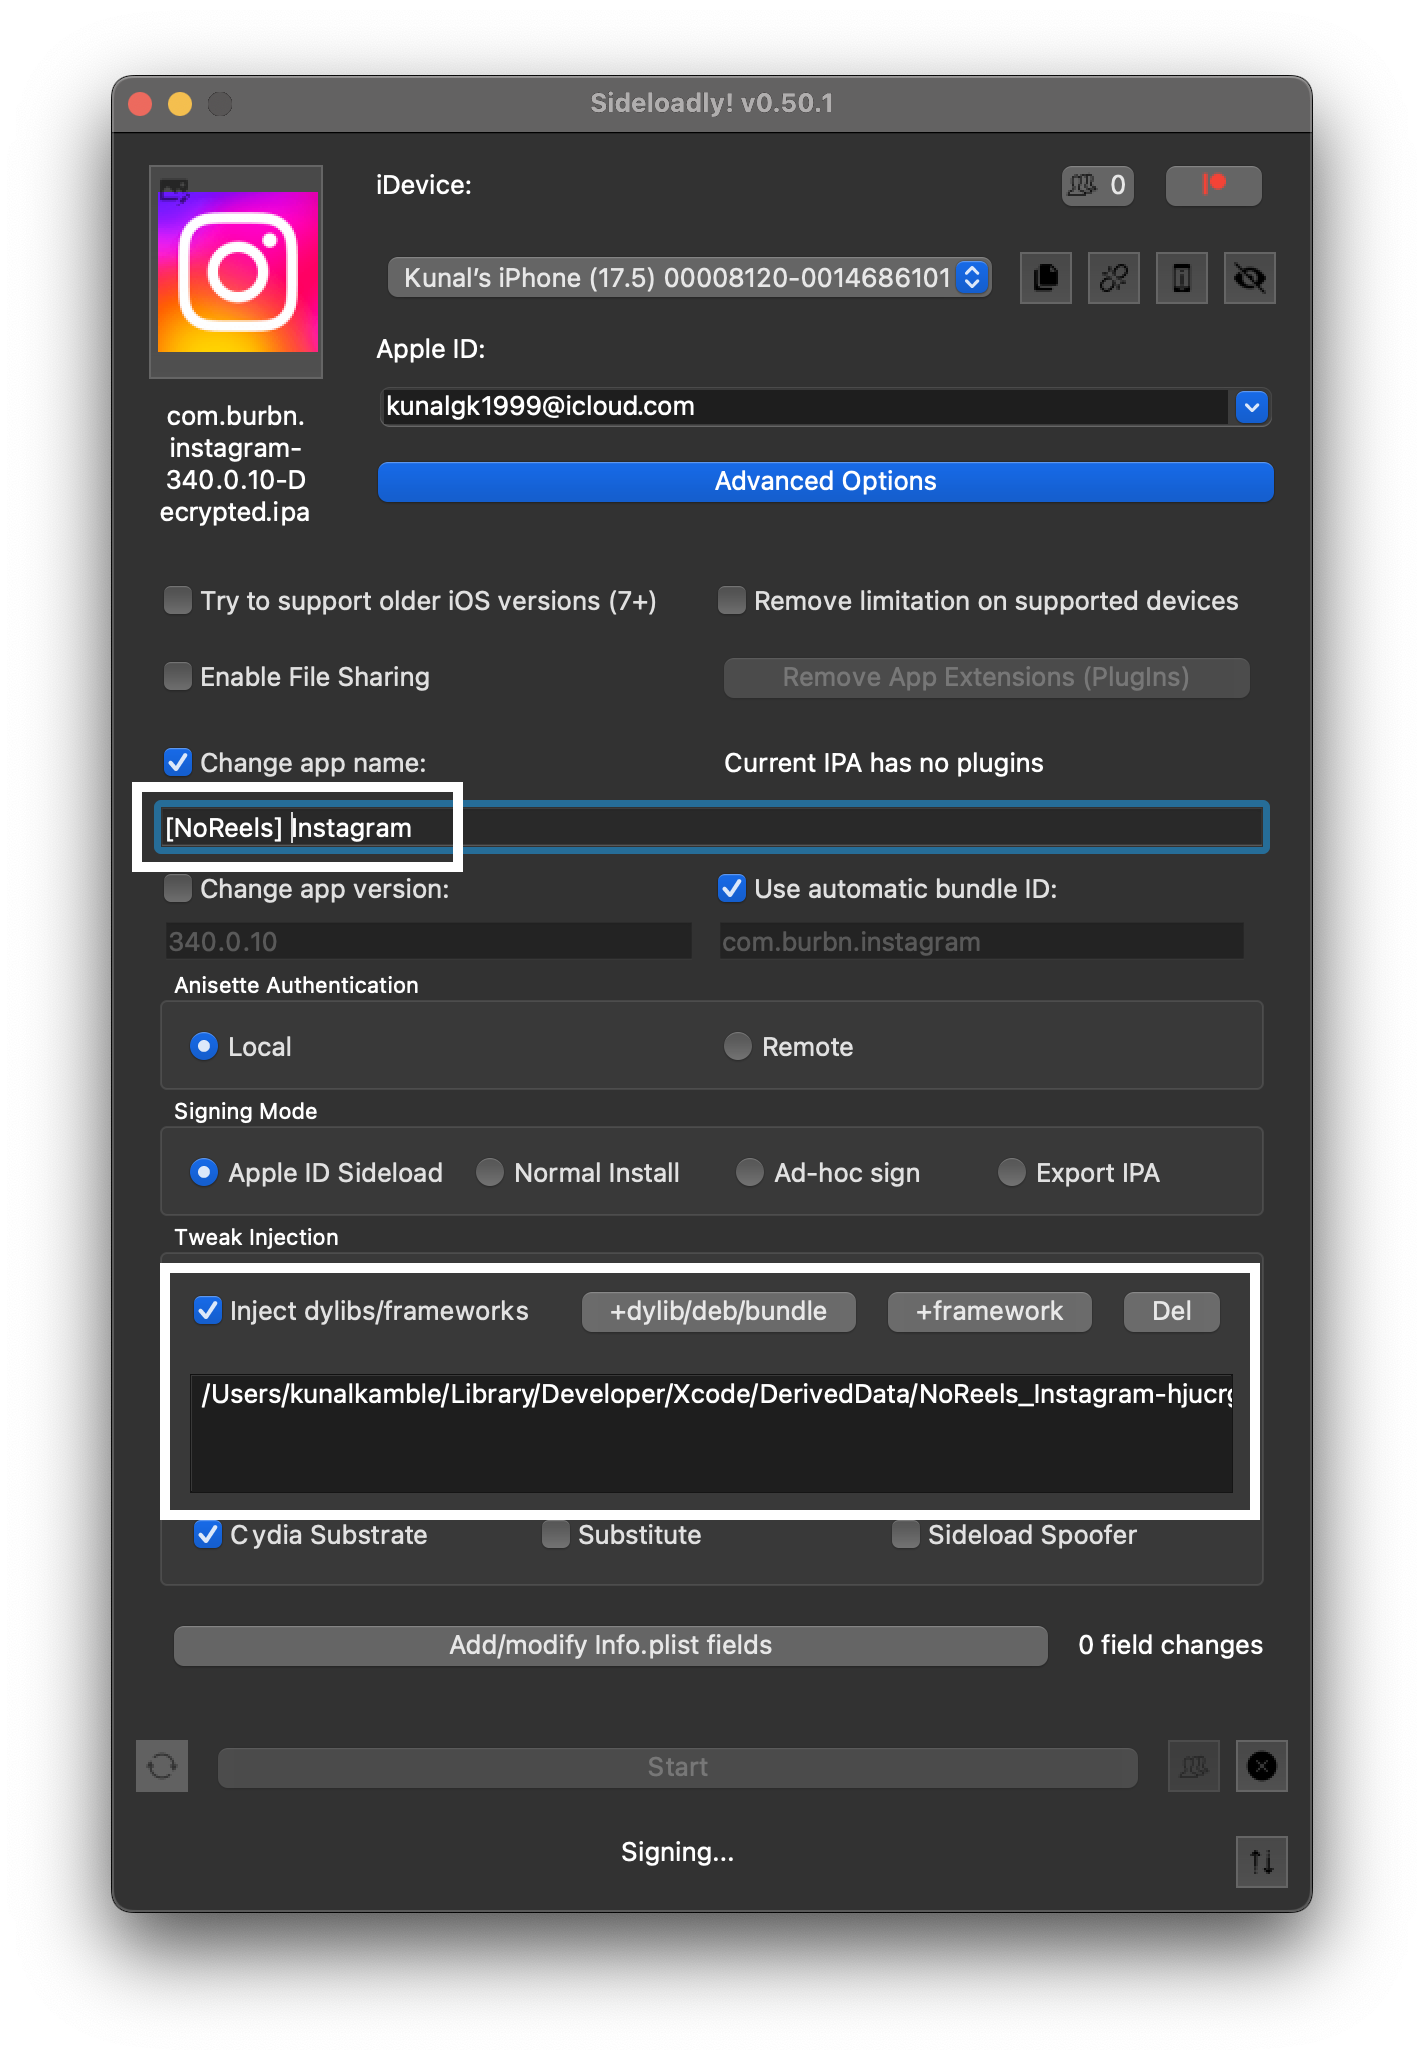 Sideloadly! v0.50.1
iDevice:
0
Kunal's iPhone (17.5) 00008120-0014686101
Apple ID:
kunalgk1999@icloud.com
com.burbn.
instagram-
340.0.10-D
ecrypted.ipa
Advanced Options
Try to support older iOS versions (7+)
Remove limitation on supported devices
Enable File Sharing
Remove App Extensions (PlugIns)
Change app name:
Current IPA has no plugins
[NoReels] Instagram
Change app version:
Use automatic bundle ID:
340.0.10
com.burbn.instagram
Anisette Authentication
Local
Remote
Signing Mode
Apple ID Sideload
Normal Install
Ad-hoc sign
Export IPA
Tweak Injection
Inject dylibs/frameworks
+dylib/deb/bundle
+framework
Del
/Users/kunalkamble/Library/Developer/Xcode/DerivedData/NoReels_Instagram-hjucrg
Cydia Substrate
Substitute
Sideload Spoofer
Add/modify Info.plist fields
0 field changes
Start
Signing...